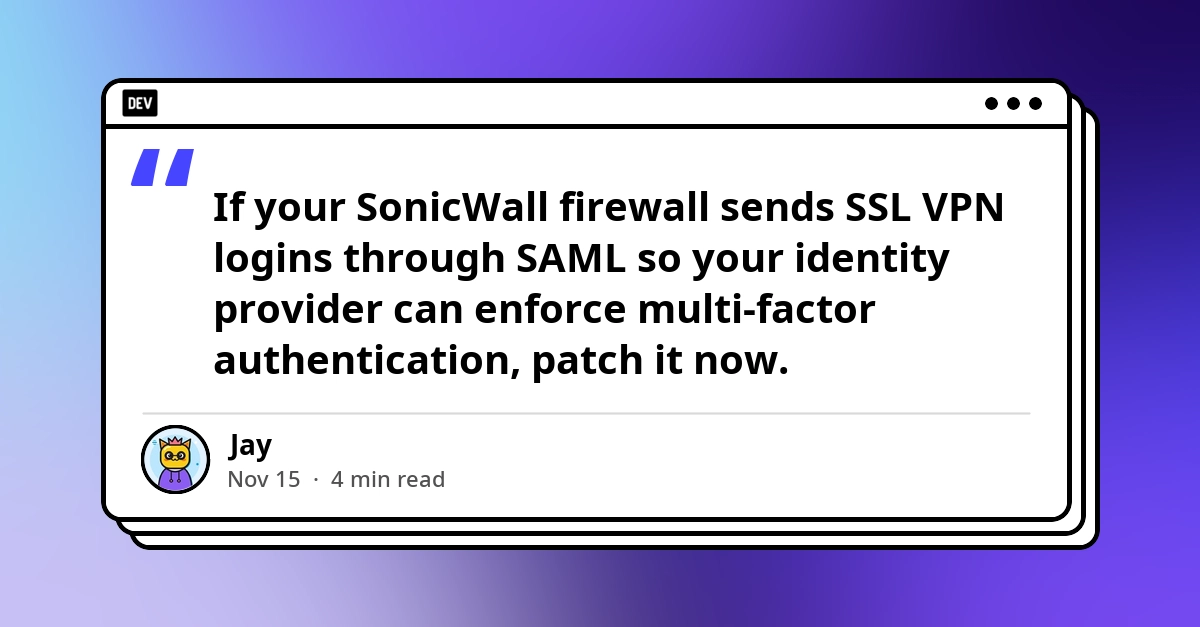 DEV
“
If your SonicWall firewall sends SSL VPN
logins through SAML so your identity
provider can enforce multi-factor
authentication, patch it now.
Jay
Nov 15 · 4 min read